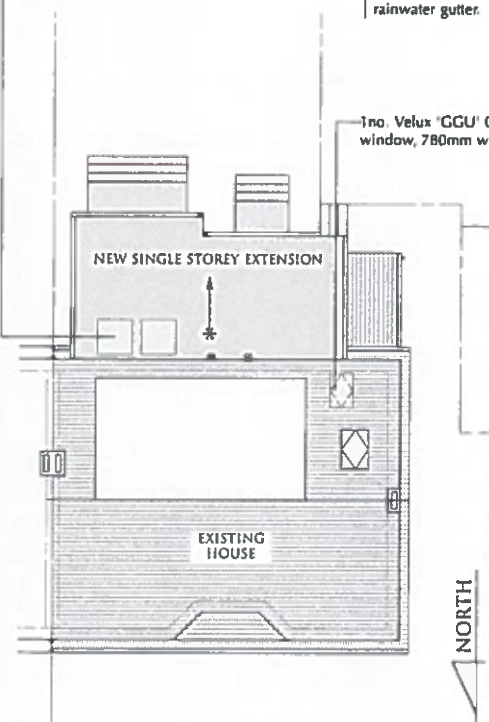 rainwater gutter.
1no. Velux 'GGU'
window, 780mm w
NEW SINGLE STOREY EXTENSION
EXISTING
HOUSE
NORTH